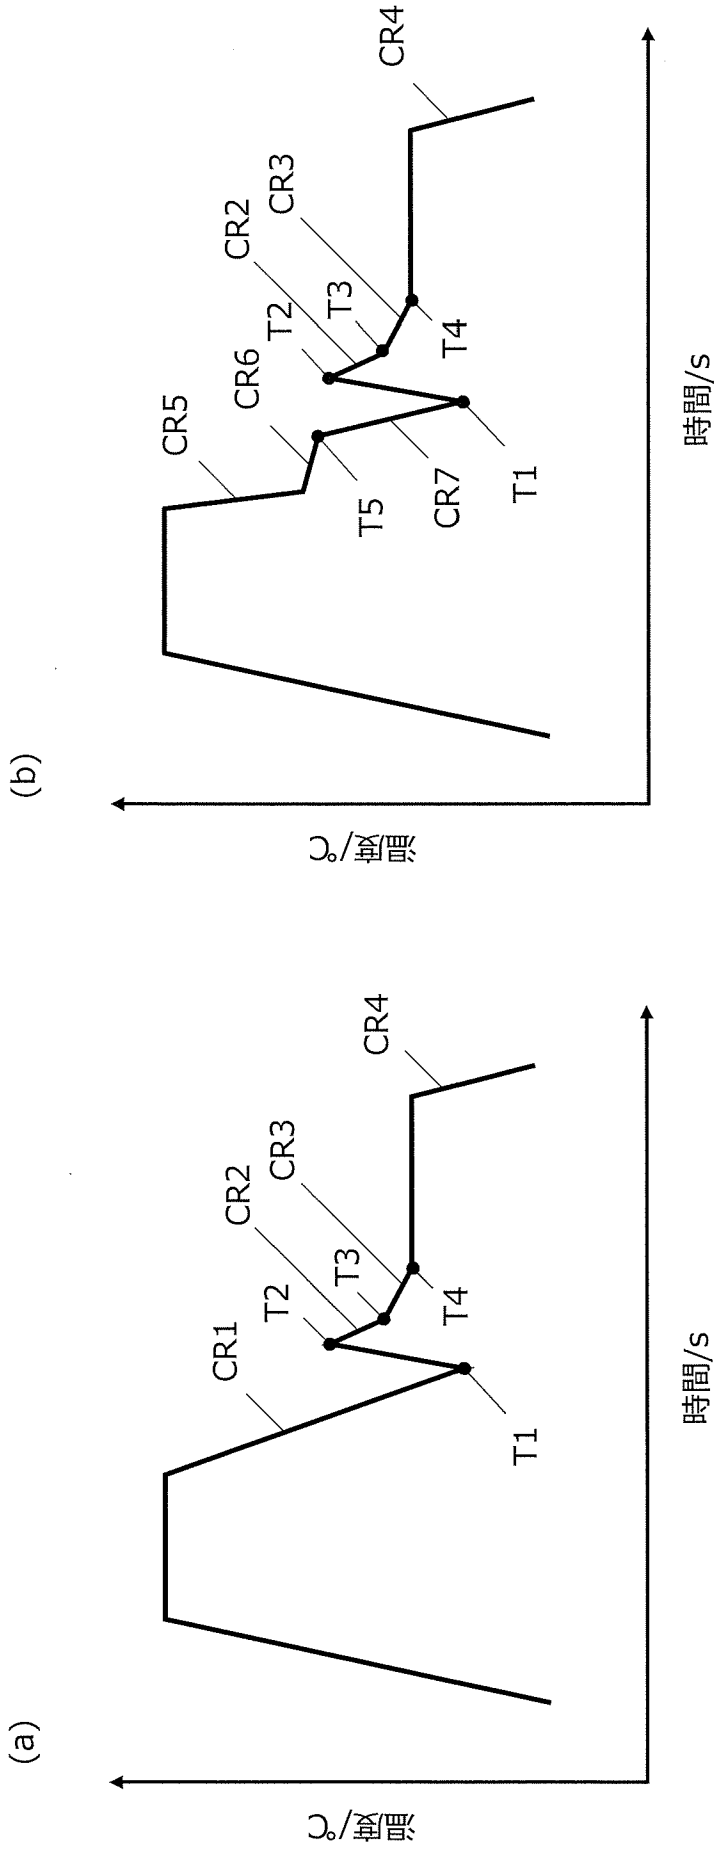 (a)
温度/℃
CR1
T2
CR2
T3
CR3
CR4
T1
T4
時間/s
(b)
温度/℃
CR5
CR6
T2
CR2
T3
CR3
CR4
T5
CR7
T1
T4
時間/s